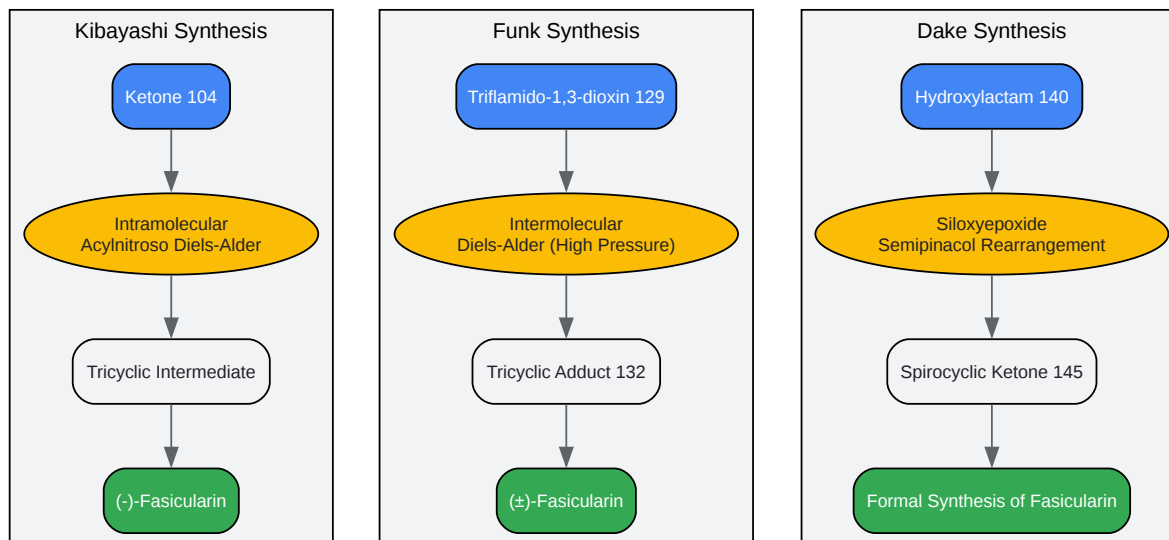 Kibayashi Synthesis
Ketone 104
Intramolecular
Acylnitroso Diels-Alder
Tricyclic Intermediate
(-)-Fasicularin
Funk Synthesis
Triflamido-1,3-dioxin 129
Intermolecular
Diels-Alder (High Pressure)
Tricyclic Adduct 132
(±)-Fasicularin
Dake Synthesis
Hydroxylactam 140
Siloxyepoxide
Semipinacol Rearrangement
Spirocyclic Ketone 145
Formal Synthesis of Fasicularin